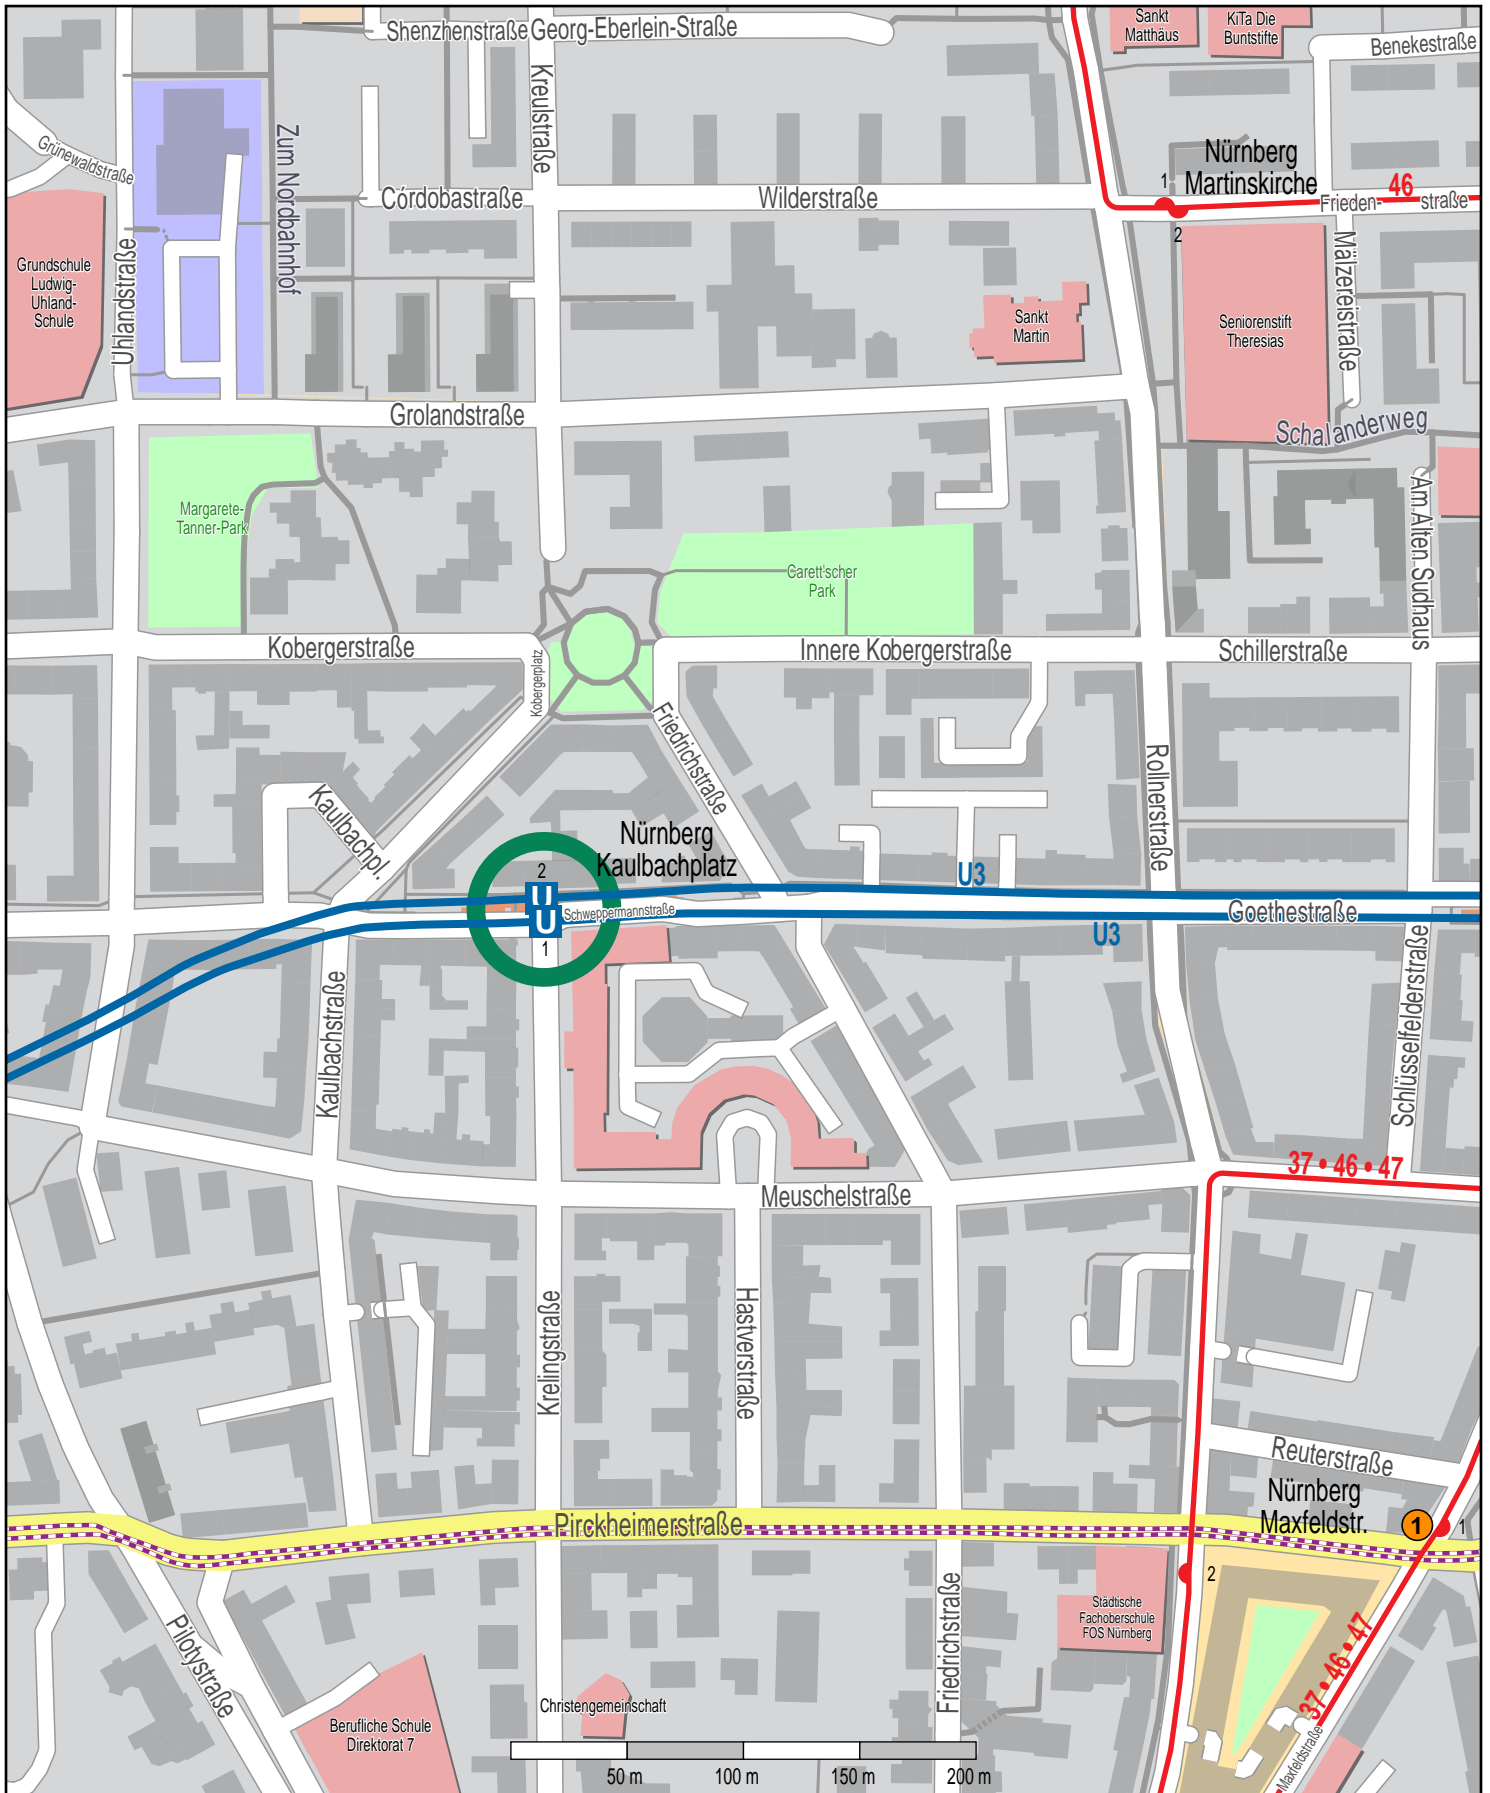 Shenzhenstraße
Georg-Eberlein-Straße
Sankt
Matthäus
KiTa Die
Buntstifte
Benekestraße
Kreulstraße
Grünewaldstraße
Zum Nordbahnhof
Nürnberg
Martinskirche
1
2
46
Córdobastraße
Wilderstraße
Frieden-
straße
Grundschule
Ludwig-
Uhland-
Schule
Uhlandstraße
Sankt
Martin
Seniorenstift
Theresias
Mälzereistraße
Grolandstraße
Schalanderweg
Margarete-
Tanner-Park
Carett'scher
Park
Am Alten Sudhaus
Kobergerstraße
Kobergerplatz
Innere Kobergerstraße
Schillerstraße
Friedrichstraße
Rollnerstraße
Kaulbachpl.
Nürnberg
Kaulbachplatz
2
U
U
1
U3
Schweppermannstraße
Goethestraße
U3
Kaulbachstraße
Schlüsselfelderstraße
37 • 46 • 47
Meuschelstraße
Krelingstraße
Hastverstraße
Reuterstraße
Nürnberg
Maxfeldstr.
1
1
Pirckheimerstraße
2
Pilotystraße
Friedrichstraße
Städtische
Fachoberschule
FOS Nürnberg
37 • 46 • 47
Christengemeinschaft
Berufliche Schule
Direktorat 7
Maxfeldstraße
50 m
100 m
150 m
200 m